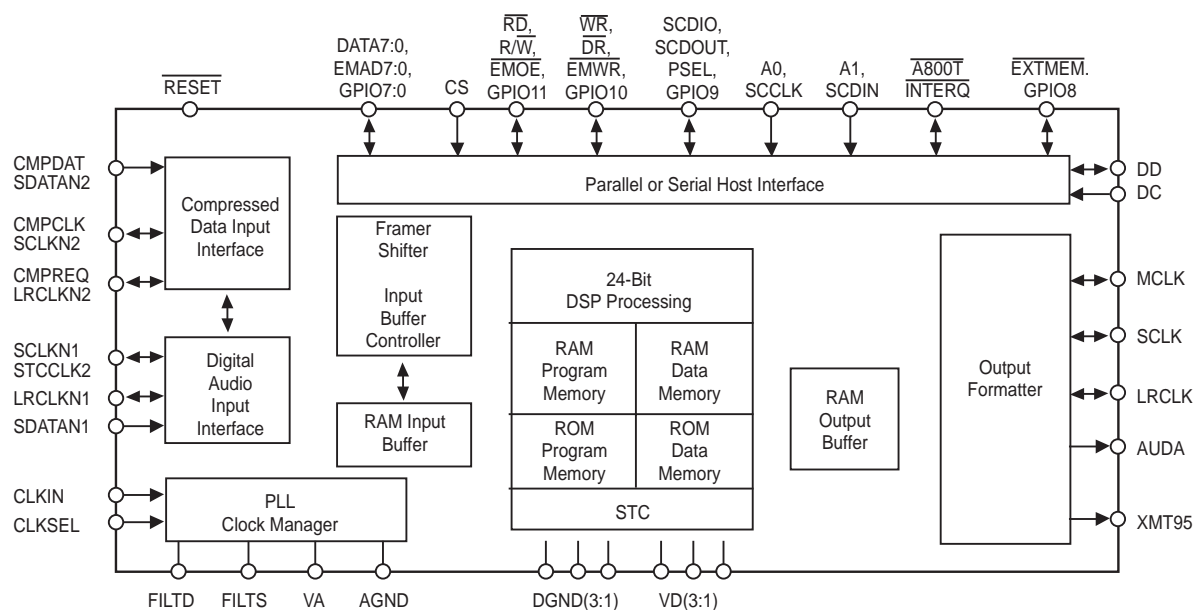 RD,
WR,
SCDIO,
DATA7:0,
R/W,
DR,
SCDOUT,
EMAD7:0,
EMOE,
EMWR,
PSEL,
A0,
A1,
A800T
EXTMEM.
RESET
GPIO7:0
CS
GPIO11
GPIO10
GPIO9
SCCLK
SCDIN
INTERQ
GPIO8
CMPDAT
SDATAN2
CMPCLK
SCLKN2
CMPREQ
LRCLKN2
SCLKN1
STCCLK2
LRCLKN1
SDATAN1
CLKIN
CLKSEL
Compressed
Data Input
Interface
Digital
Audio
Input
Interface
PLL
Clock Manager
Parallel or Serial Host Interface
Framer
Shifter
Input
Buffer
Controller
RAM Input
Buffer
24-Bit
DSP Processing
RAM
Program
Memory
RAM
Data
Memory
ROM
Program
Memory
ROM
Data
Memory
STC
RAM
Output
Buffer
Output
Formatter
DD
DC
MCLK
SCLK
LRCLK
AUDA
XMT95
FILTD
FILTS
VA
AGND
DGND(3:1)
VD(3:1)